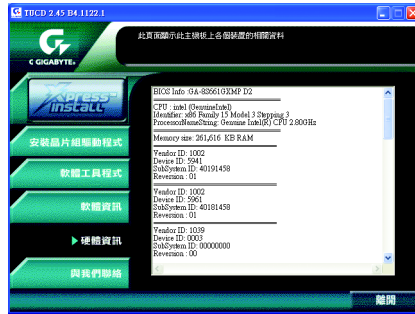 TUCD 2.45 B4.1122.1
此頁面顯示此主機板上各個裝置的相關資料
GIGABYTE
Xpress
INSTALL
BIOS Info :GA-8S661GXMP D2
CPU : intel (GenuineIntel)
Identifier: x86 Family 15 Model 3 Stepping 3
ProcessorNameString: Genuine Intel(R) CPU 2.80GHz
Memory size: 261,616 KB RAM
Vendor ID: 1002
Device ID: 5941
SubSystem ID: 40191458
Reversion : 01
Vendor ID: 1002
Device ID: 5961
SubSystem ID: 40181458
Reversion : 01
Vendor ID: 1039
Device ID: 0003
SubSystem ID: 00000000
Reversion : 00
安裝晶片組驅動程式
軟體工具程式
軟體資訊
硬體資訊
與我們聯絡
離開